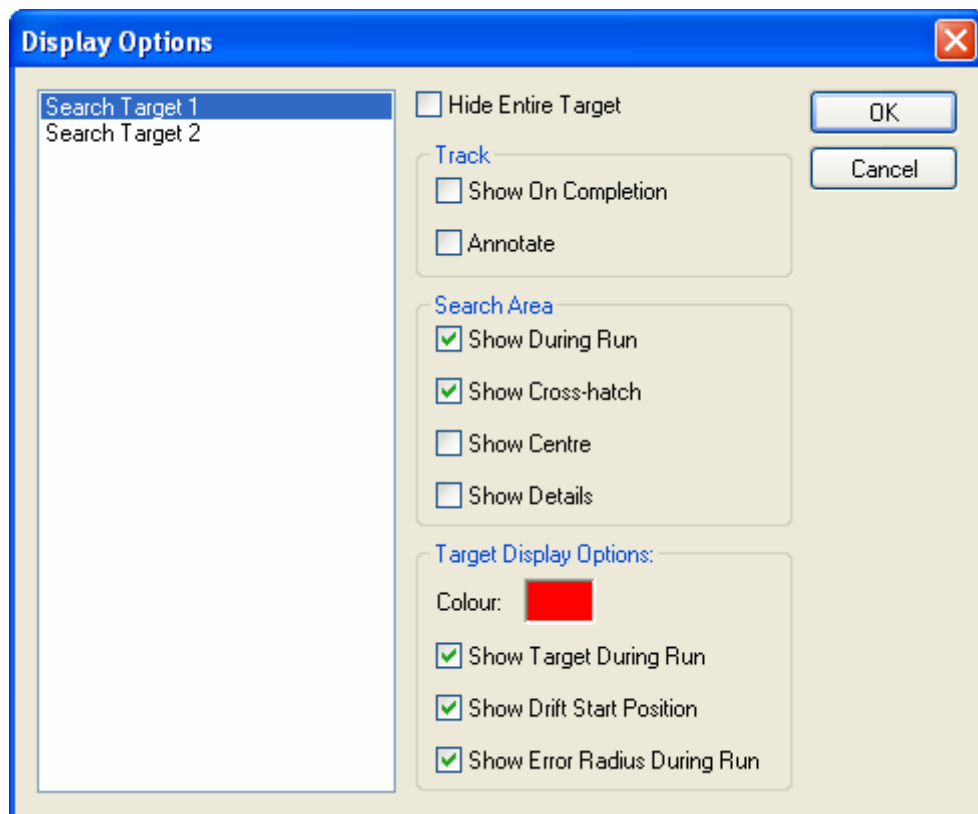 Display Options
Search Target 1
Search Target 2
Hide Entire Target
Track
Show On Completion
Annotate
Search Area
Show During Run
Show Cross-hatch
Show Centre
Show Details
Target Display Options:
Colour:
Show Target During Run
Show Drift Start Position
Show Error Radius During Run
OK
Cancel